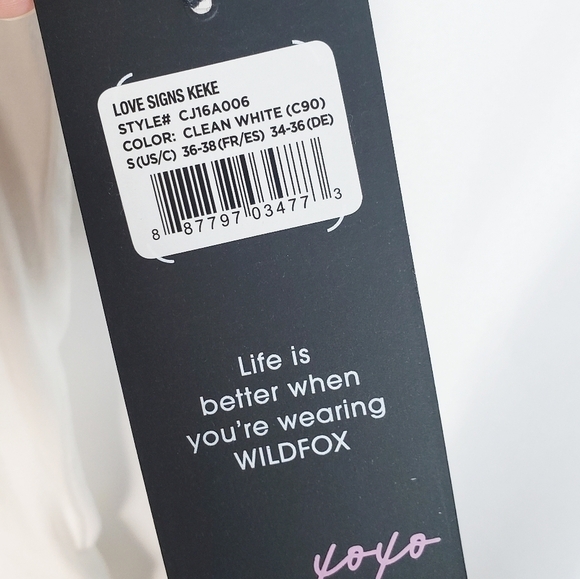 LOVE SIGNS KEKE
STYLE# CJ16A006
COLOR: CLEAN WHITE (C90)
S(US/C) 36-38(FR/ES) 34-36(DE)
8 87797 03477 3
Life is
better when
you're wearing
WILDFOX
xoxo